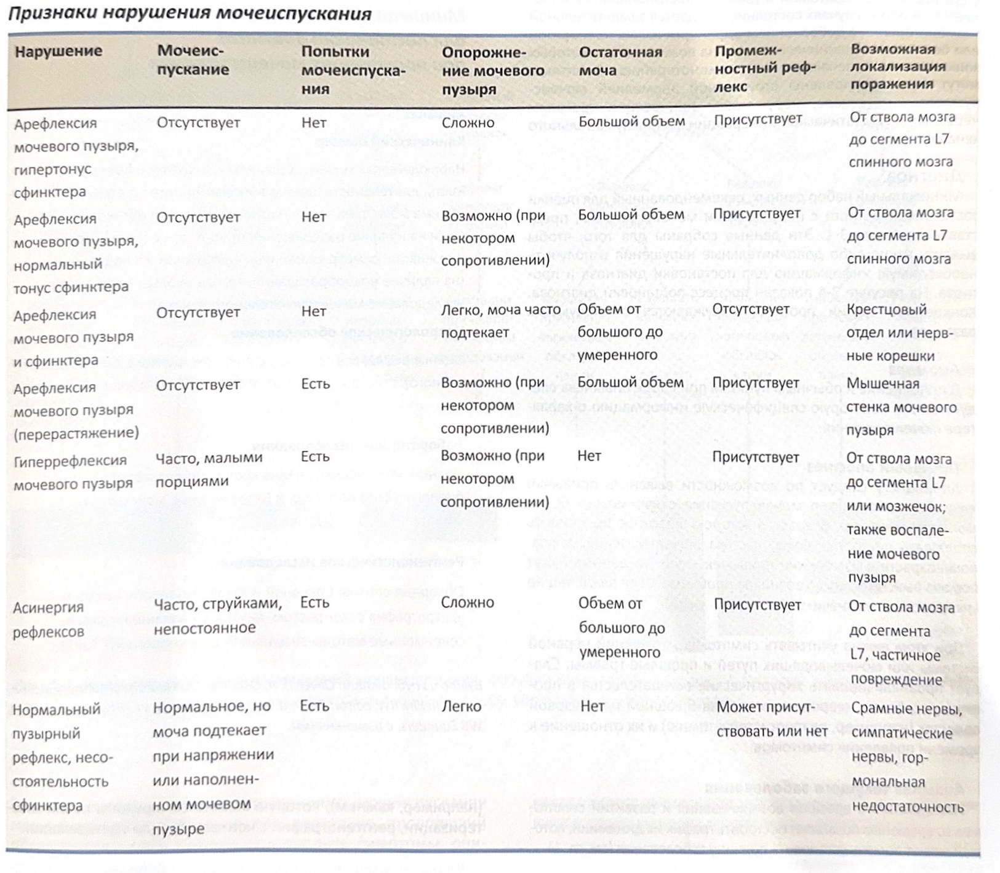 Признаки нарушения мочеиспускания
Нарушение
Мочеис-
пускание
Попытки
мочеиспуска-
ния
Опорожне-
ние мочевого
пузыря
Остаточная
моча
Промеж-
ностный реф-
лекс
Возможная
локализация
поражения
Арефлексия
мочевого пузыря,
гипертонус
сфинктера
Отсутствует
Нет
Сложно
Большой объем
Присутствует
От ствола мозга
до сегмента L7
спинного мозга
Арефлексия
мочевого пузыря,
нормальный
тонус сфинктера
Отсутствует
Нет
Возможно (при
некотором
сопротивлении)
Большой объем
Присутствует
От ствола мозга
до сегмента L7
спинного мозга
Арефлексия
мочевого пузыря
и сфинктера
Отсутствует
Нет
Легко, моча часто
подтекает
Объем от
большого до
умеренного
Отсутствует
Крестцовый
отдел или нерв-
ные корешки
Арефлексия
мочевого пузыря
(перерастяжение)
Отсутствует
Есть
Возможно (при
некотором
сопротивлении)
Большой объем
Присутствует
Мышечная
стенка мочевого
пузыря
Гиперрефлексия
мочевого пузыря
Часто, малыми
порциями
Есть
Возможно (при
некотором
сопротивлении)
Нет
Присутствует
От ствола мозга
до сегмента L7
или мозжечок;
также воспале-
ние мочевого
пузыря
Асинергия
рефлексов
Часто, струйками,
непостоянное
Есть
Сложно
Объем от
большого до
умеренного
Присутствует
От ствола мозга
до сегмента
L7, частичное
повреждение
Нормальный
пузырный
рефлекс, несо-
стоятельность
сфинктера
Нормальное, но
моча подтекает
при напряжении
или наполнен-
ном мочевом
пузыре
Есть
Легко
Нет
Может присут-
ствовать или нет
Срамные нервы,
симпатические
нервы, гор-
мональная
недостаточность